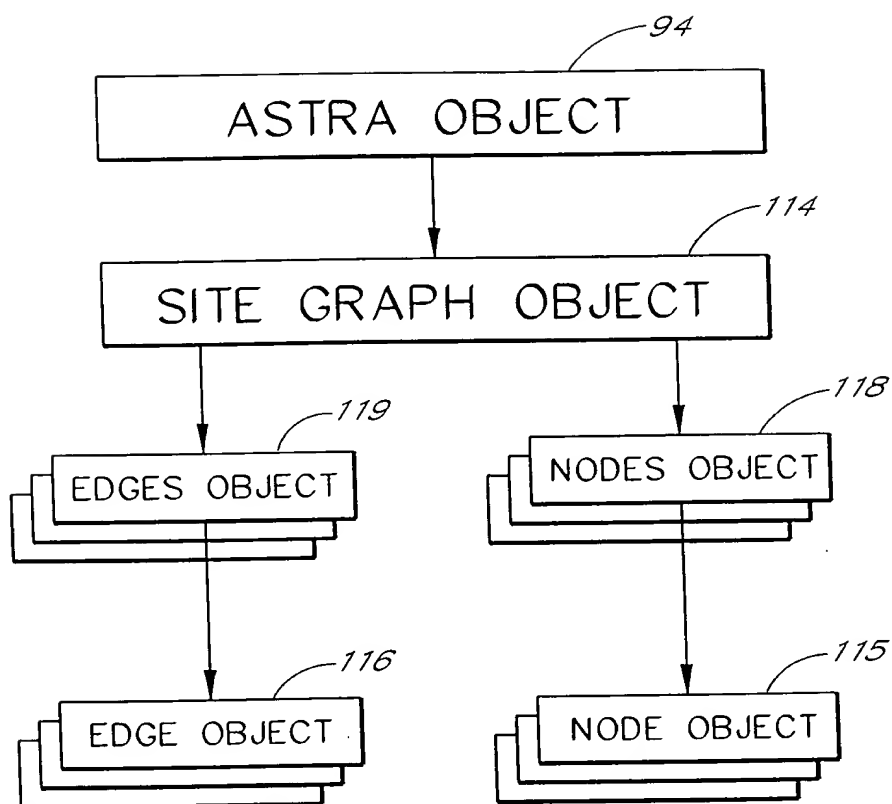 94
ASTRA OBJECT
114
SITE GRAPH OBJECT
119
118
EDGES OBJECT
NODES OBJECT
116
115
EDGE OBJECT
NODE OBJECT